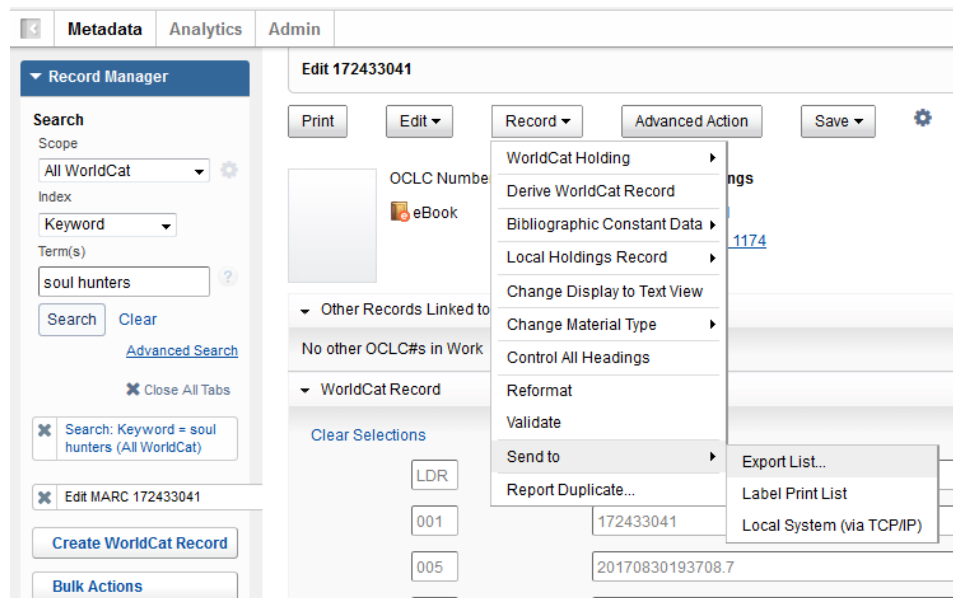 Metadata
Analytics
Admin
Record Manager
Search
Scope
All WorldCat
Index
Keyword
Term(s)
soul hunters
?
Search
Clear
Advanced Search
Close All Tabs
Search: Keyword = soul
hunters (All WorldCat)
Edit MARC 172433041
Create WorldCat Record
Bulk Actions
Edit 172433041
Print
Edit
Record
Advanced Action
Save
OCLC Number
eBook
1174
Other Records Linked to
No other OCLC#s in Work
WorldCat Record
Clear Selections
LDR
001
172433041
005
20170830193708.7
WorldCat Holding
Derive WorldCat Record
Bibliographic Constant Data
Local Holdings Record
Change Display to Text View
Change Material Type
Control All Headings
Reformat
Validate
Send to
Report Duplicate...
Export List...
Label Print List
Local System (via TCP/IP)